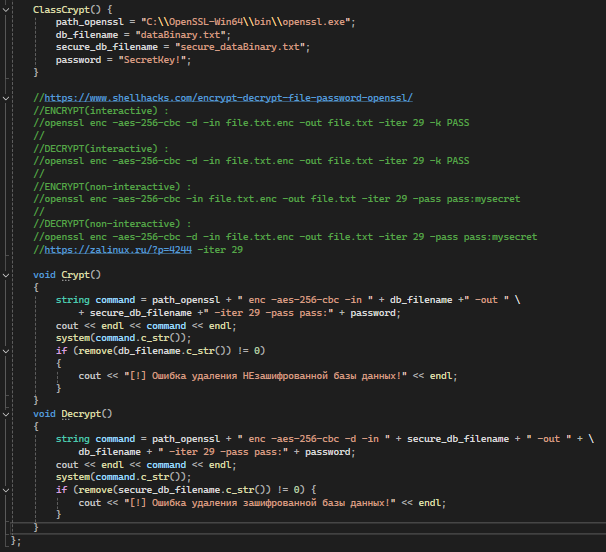 ClassCrypt() {
path_openssl = "C:\\OpenSSL-Win64\\bin\\openssl.exe";
db_filename = "dataBinary.txt";
secure_db_filename = "secure_dataBinary.txt";
password = "SecretKey!";
}
//https://www.shellhacks.com/encrypt-decrypt-file-password-openssl/
//ENCRYPT(interactive) :
//openssl enc -aes-256-cbc -d -in file.txt.enc -out file.txt -iter 29 -k PASS
//
//DECRYPT(interactive) :
//openssl enc -aes-256-cbc -d -in file.txt.enc -out file.txt -iter 29 -k PASS
//
//ENCRYPT(non-interactive) :
//openssl enc -aes-256-cbc -in file.txt.enc -out file.txt -iter 29 -pass pass:mysecret
//
//DECRYPT(non-interactive) :
//openssl enc -aes-256-cbc -d -in file.txt.enc -out file.txt -iter 29 -pass pass:mysecret
//https://zalinux.ru/?p=4244 -iter 29
void Crypt()
{
string command = path_openssl + " enc -aes-256-cbc -in " + db_filename +" -out " \
+ secure_db_filename +" -iter 29 -pass pass:" + password;
cout << endl << command << endl;
system(command.c_str());
if (remove(db_filename.c_str()) != 0)
{
cout << "[!] Ошибка удаления НЕзашифрованной базы данных!" << endl;
}
}
void Decrypt()
{
string command = path_openssl + " enc -aes-256-cbc -d -in " + secure_db_filename + " -out " + \
db_filename + " -iter 29 -pass pass:" + password;
cout << endl << command << endl;
system(command.c_str());
if (remove(secure_db_filename.c_str()) != 0) {
cout << "[!] Ошибка удаления зашифрованной базы данных!" << endl;
}
}
};